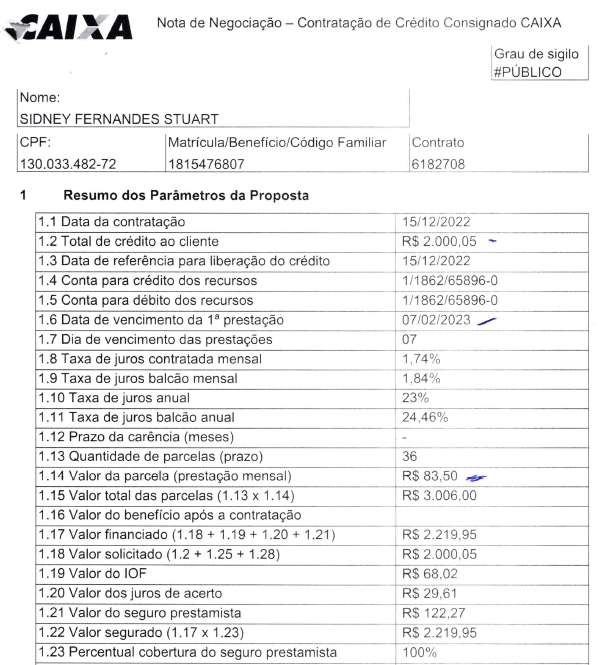 CAIXA
Nota de Negociação – Contratação de Crédito Consignado CAIXA
Grau de sigilo
#PÚBLICO
Nome:
SIDNEY FERNANDES STUART
CPF: Matrícula/Benefício/Código Familiar Contrato
130.033.482-72 1815476807 6182708
1 Resumo dos Parâmetros da Proposta
1.1 Data da contratação 15/12/2022
1.2 Total de crédito ao cliente R$ 2.000,05
1.3 Data de referência para liberação do crédito 15/12/2022
1.4 Conta para crédito dos recursos 1/1862/65896-0
1.5 Conta para débito dos recursos 1/1862/65896-0
1.6 Data de vencimento da 1ª prestação 07/02/2023
1.7 Dia de vencimento das prestações 07
1.8 Taxa de juros contratada mensal 1,74%
1.9 Taxa de juros balcão mensal 1,84%
1.10 Taxa de juros anual 23%
1.11 Taxa de juros balcão anual 24,46%
1.12 Prazo da carência (meses) -
1.13 Quantidade de parcelas (prazo) 36
1.14 Valor da parcela (prestação mensal) R$ 83,50
1.15 Valor total das parcelas (1.13 x 1.14) R$ 3.006,00
1.16 Valor do benefício após a contratação
1.17 Valor financiado (1.18 + 1.19 + 1.20 + 1.21) R$ 2.219,95
1.18 Valor solicitado (1.2 + 1.25 + 1.28) R$ 2.000,05
1.19 Valor do IOF R$ 68,02
1.20 Valor dos juros de acerto R$ 29,61
1.21 Valor do seguro prestamista R$ 122,27
1.22 Valor segurado (1.17 x 1.23) R$ 2.219,95
1.23 Percentual cobertura do seguro prestamista 100%